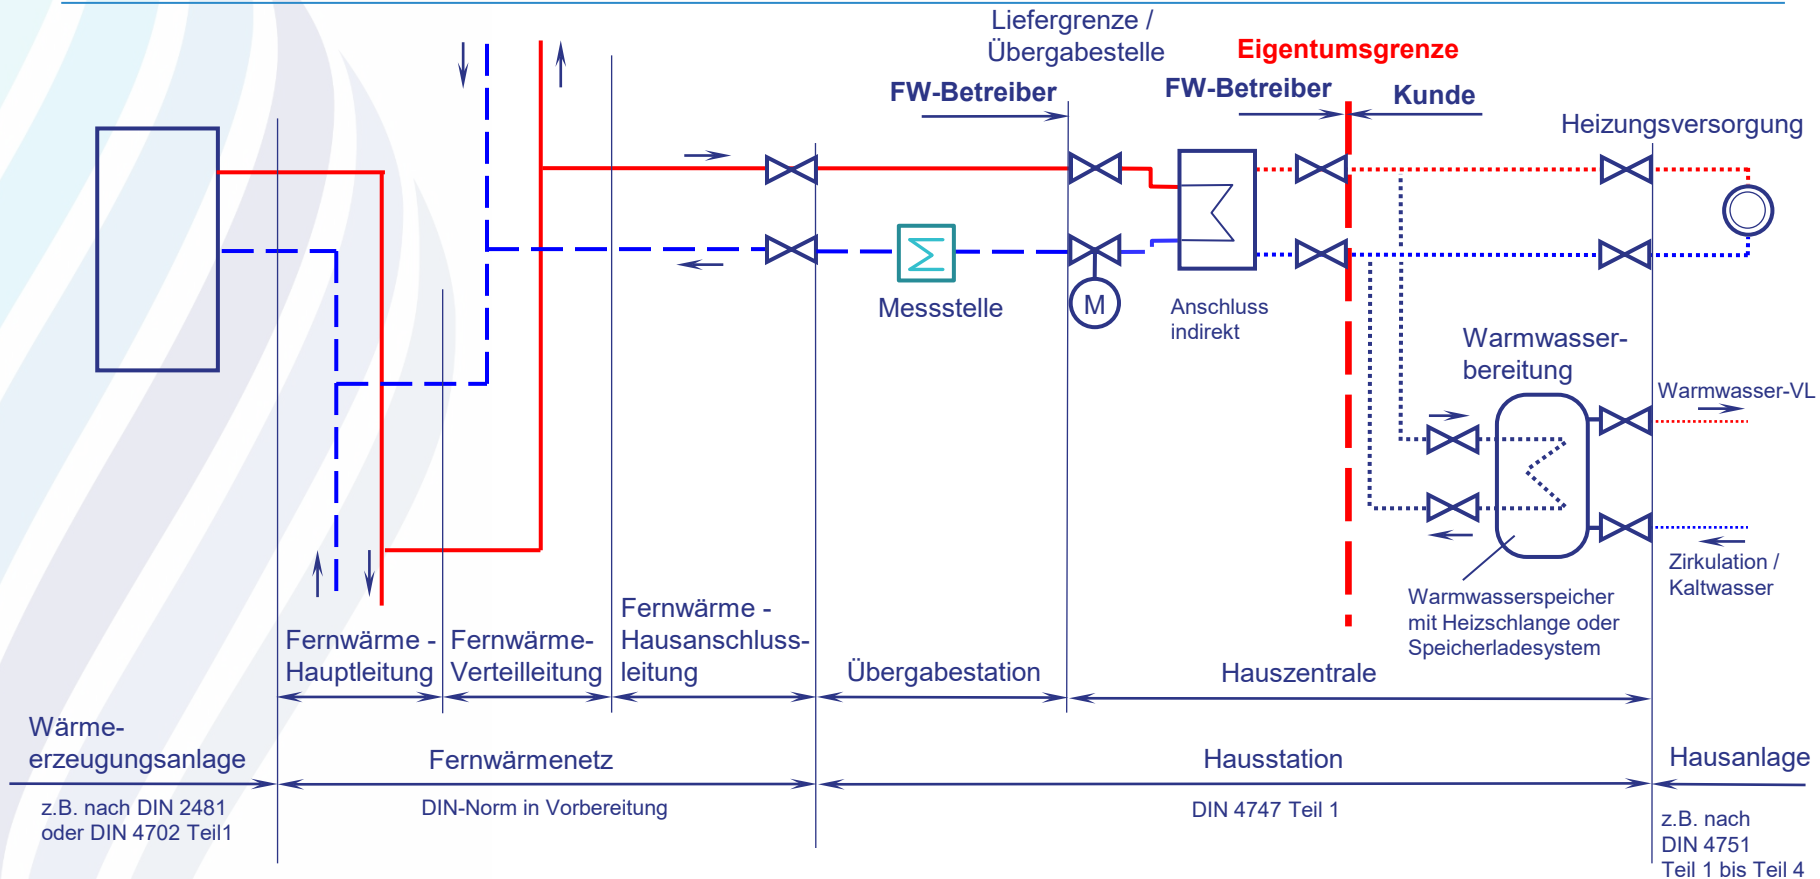 Liefergrenze /
Übergabestelle
FW-Betreiber
Eigentumsgrenze
FW-Betreiber
Kunde
Heizungsversorgung
Messstelle
M
Anschluss
indirekt
Warmwasser-
bereitung
Warmwasser-VL
Zirkulation /
Kaltwasser
Warmwasserspeicher
mit Heizschlange oder
Speicherladesystem
Fernwärme -
Hauptleitung
Fernwärme-
Verteilleitung
Fernwärme -
Hausanschluss-
leitung
Übergabestation
Hauszentrale
Wärme-
erzeugungsanlage
Fernwärmenetz
Hausstation
Hausanlage
z.B. nach DIN 2481
oder DIN 4702 Teil1
DIN-Norm in Vorbereitung
DIN 4747 Teil 1
z.B. nach
DIN 4751
Teil 1 bis Teil 4